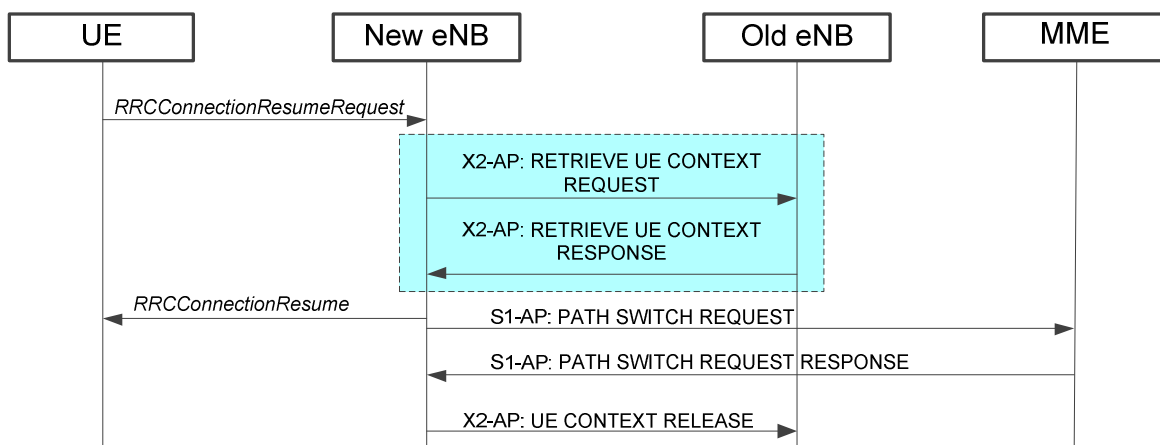 UE
New eNB
Old eNB
MME
RRCConnectionResumeRequest
X2-AP: RETRIEVE UE CONTEXT
REQUEST
X2-AP: RETRIEVE UE CONTEXT
RESPONSE
RRCConnectionResume
S1-AP: PATH SWITCH REQUEST
S1-AP: PATH SWITCH REQUEST RESPONSE
X2-AP: UE CONTEXT RELEASE